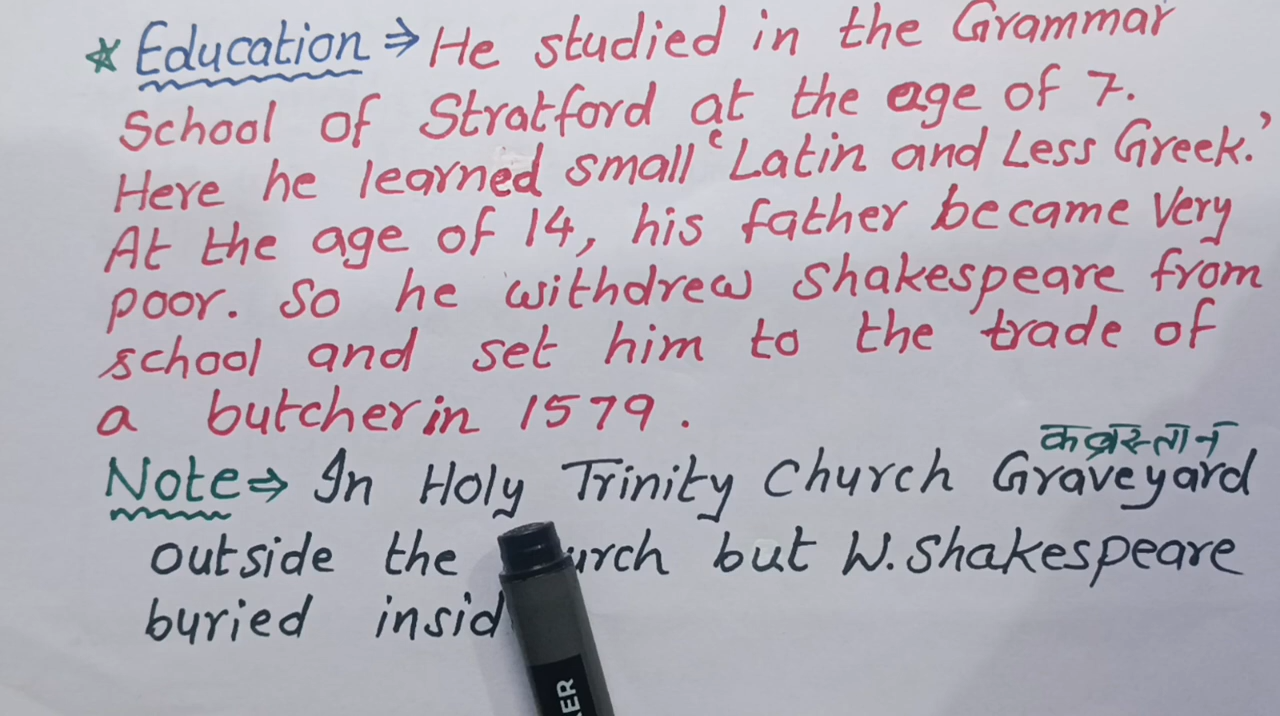 * Education ⇒ He studied in the Grammar
School of Stratford at the age of 7.
Here he learned small 'Latin and Less Greek.'
At the age of 14, his father became very
poor. So he withdrew Shakespeare from
school and set him to the trade of
a butcher in 1579.
कब्रस्तान
Note ⇒ In Holy Trinity Church Graveyard
outside the urch but W. Shakespeare
buried insid
ER